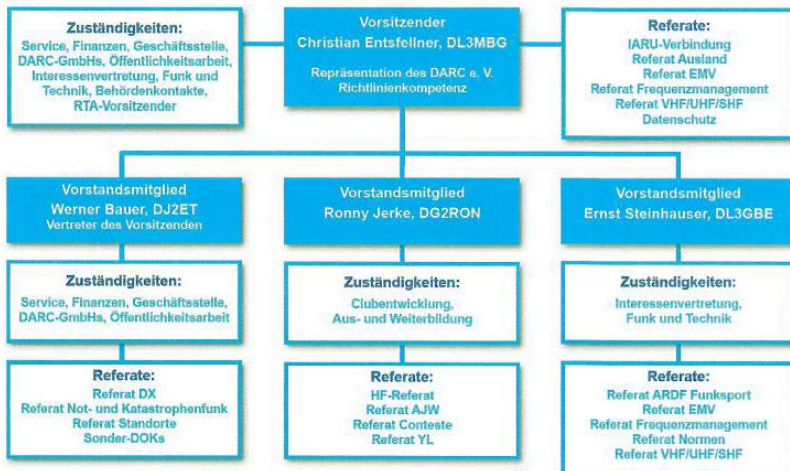 Zuständigkeiten:
Service, Finanzen, Geschäftsstelle,
DARC-GmbHs, Öffentlichkeitsarbeit,
Interessenvertretung, Funk und
Technik, Behördenkontakte,
RTA-Vorsitzender
Vorsitzender
Christian Entsfellner, DL3MBG
Repräsentation des DARC e. V.
Richtlinienkompetenz
Referate:
IARU-Verbindung
Referat Ausland
Referat EMV
Referat Frequenzmanagement
Referat VHF/UHF/SHF
Datenschutz
Vorstandsmitglied
Werner Bauer, DJ2ET
Vertreter des Vorsitzenden
Zuständigkeiten:
Service, Finanzen, Geschäftsstelle,
DARC-GmbHs, Öffentlichkeitsarbeit
Referate:
Referat DX
Referat Not- und Katastrophenfunk
Referat Standorte
Sonder-DOKs
Vorstandsmitglied
Ronny Jerke, DG2RON
Zuständigkeiten:
Clubentwicklung,
Aus- und Weiterbildung
Referate:
HF-Referat
Referat AJW
Referat Conteste
Referat YL
Vorstandsmitglied
Ernst Steinhauser, DL3GBE
Zuständigkeiten:
Interessenvertretung,
Funk und Technik
Referate:
Referat ARDF Funksport
Referat EMV
Referat Frequenzmanagement
Referat Normen
Referat VHF/UHF/SHF